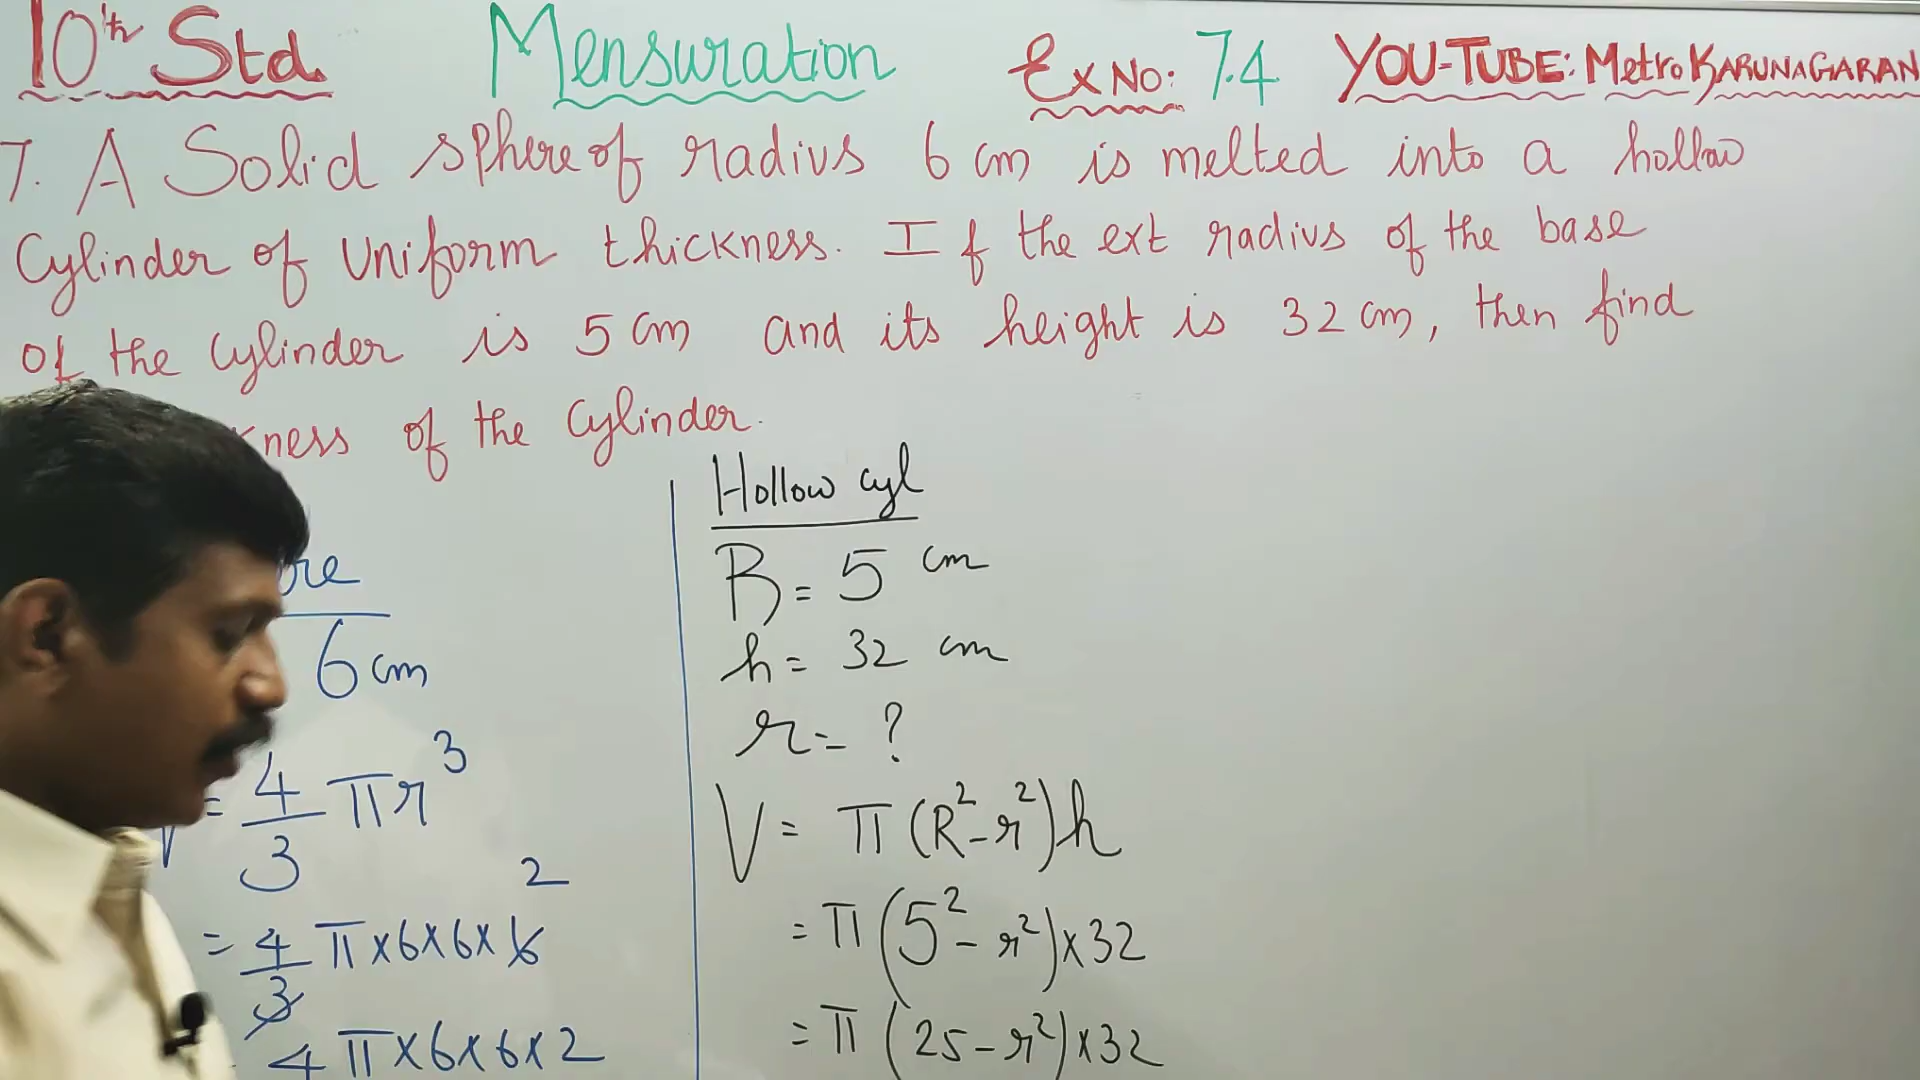 10th Std. Mensuration Ex No: 7.4 YOU-TUBE: Metro KARUNAGARAN
7. A Solid sphere of radius 6 cm is melted into a hollow
Cylinder of Uniform thickness. If the ext radius of the base
Of the Cylinder is 5 cm and its height is 32 cm, then find
kness of the Cylinder.
ere
6 cm
V = 4/3 πr³
= 4/3 π×6×6×6 2
4 π×6×6×2
Hollow cyl
R = 5 cm
h = 32 cm
r = ?
V = π (R²-r²)h
= π (5² - r²)×32
= π (25 - r²)×32